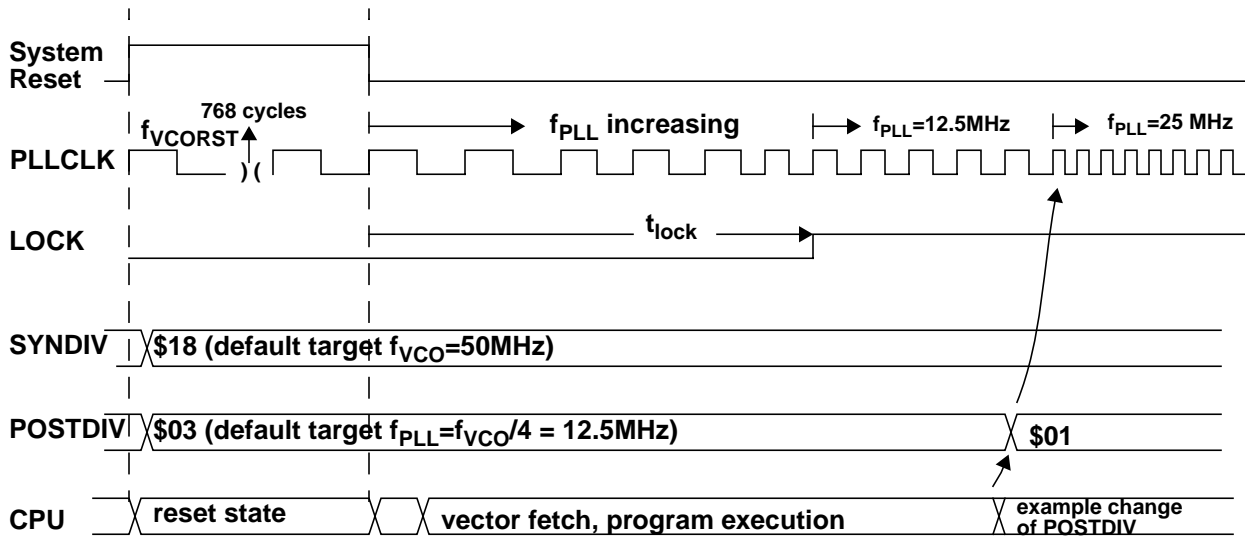 System
Reset
768 cycles
fVCORST
fPLL increasing
fPLL=12.5MHz
fPLL=25 MHz
PLLCLK
) (
LOCK
tlock
SYNDIV
$18 (default target fVCO=50MHz)
POSTDIV
$03 (default target fPLL=fVCO/4 = 12.5MHz)
$01
CPU
reset state
vector fetch, program execution
example change
of POSTDIV